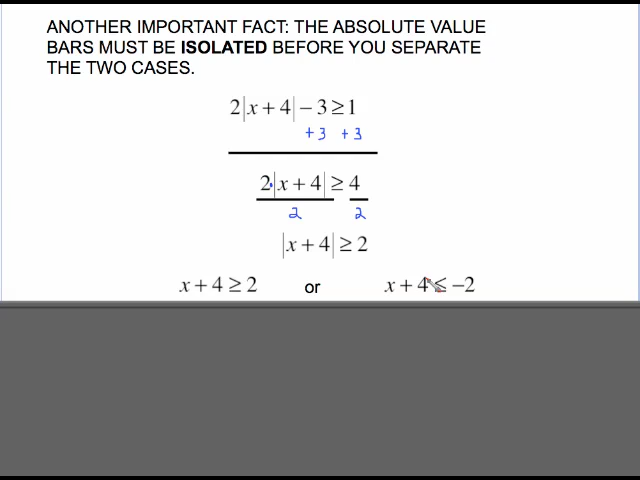 ANOTHER IMPORTANT FACT: THE ABSOLUTE VALUE
BARS MUST BE ISOLATED BEFORE YOU SEPARATE
THE TWO CASES.
2|x + 4| − 3 ≥ 1
+3 +3
2·|x + 4| ≥ 4
2 2
|x + 4| ≥ 2
x + 4 ≥ 2 or x + 4 ≤ −2